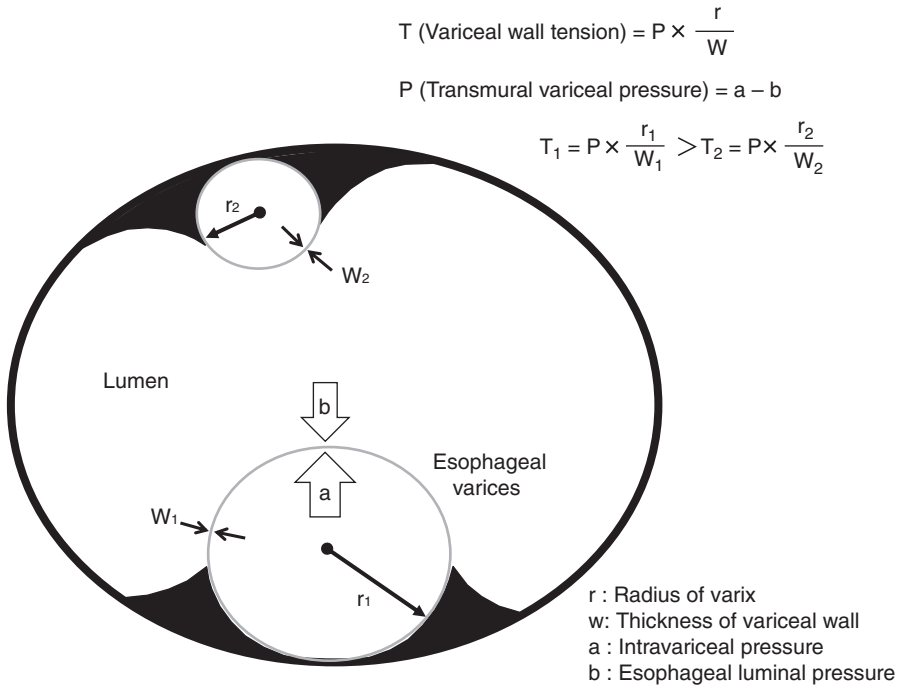 T (Variceal wall tension) = P × r/W
P (Transmural variceal pressure) = a – b
T₁ = P × r₁/W₁ > T₂ = P× r₂/W₂
r₂
W₂
Lumen
b
Esophageal
varices
a
W₁
r₁
r : Radius of varix
w: Thickness of variceal wall
a : Intravariceal pressure
b : Esophageal luminal pressure